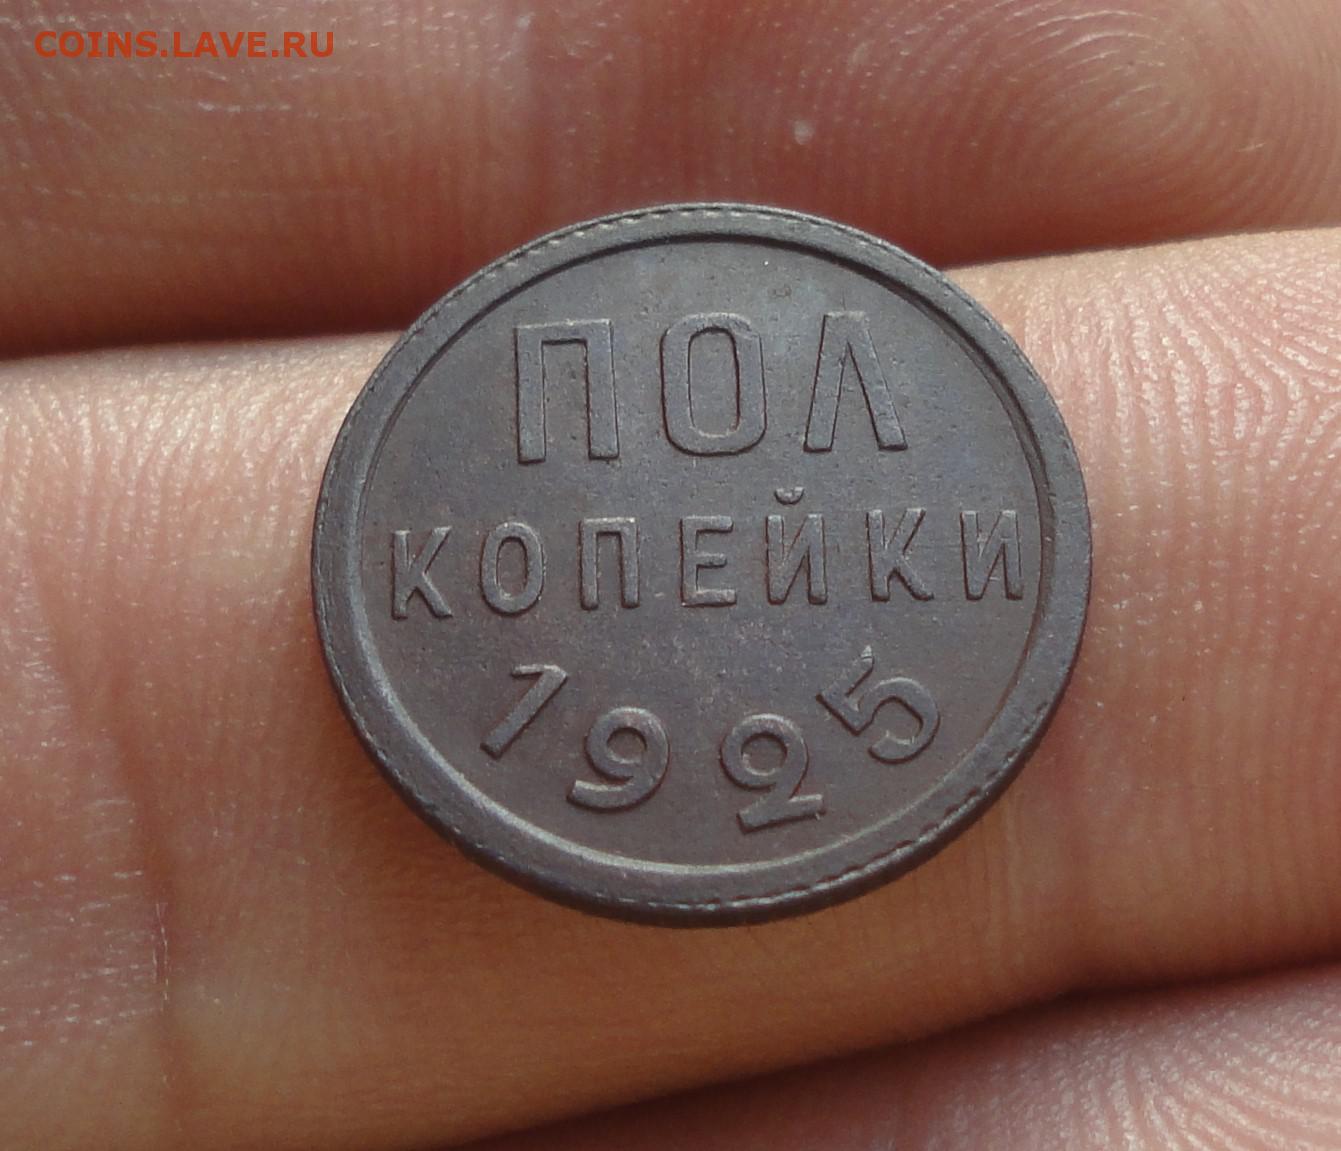 COINS.LAVE.RU
ПОЛ
КОПЕЙКИ
1925